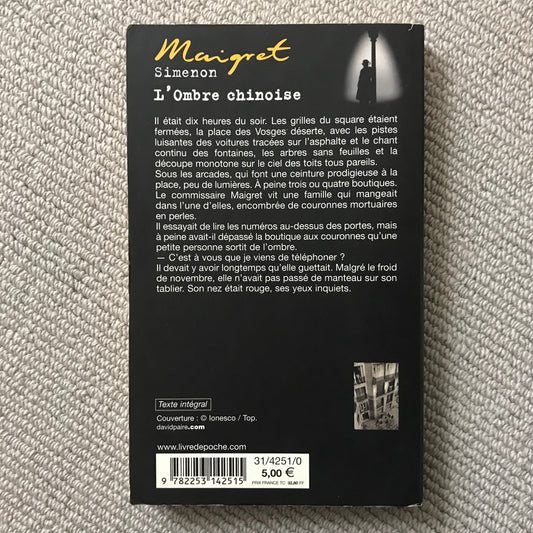 Maigret
Simenon
L'Ombre chinoise
Il était dix heures du soir. Les grilles du square étaient
fermées, la place des Vosges déserte, avec les pistes
luisantes des voitures tracées sur l'asphalte et le chant
continu des fontaines, les arbres sans feuilles et la
découpe monotone sur le ciel des toits tous pareils.
Sous les arcades, qui font une ceinture prodigieuse à la
place, peu de lumières. À peine trois ou quatre boutiques.
Le commissaire Maigret vit une famille qui mangeait
dans l'une d'elles, encombrée de couronnes mortuaires
en perles.
Il essayait de lire les numéros au-dessus des portes, mais
à peine avait-il dépassé la boutique aux couronnes qu'une
petite personne sortit de l'ombre.
— C'est à vous que je viens de téléphoner ?
Il devait y avoir longtemps qu'elle guettait. Malgré le froid
de novembre, elle n'avait pas passé de manteau sur son
tablier. Son nez était rouge, ses yeux inquiets.
Texte intégral
Couverture : © Ionesco / Top.
davidpaire.com
www.livredepoche.com
31/4251/0
5,00 €
PRIX FRANCE TC 32,80 FF
9 782253 142515